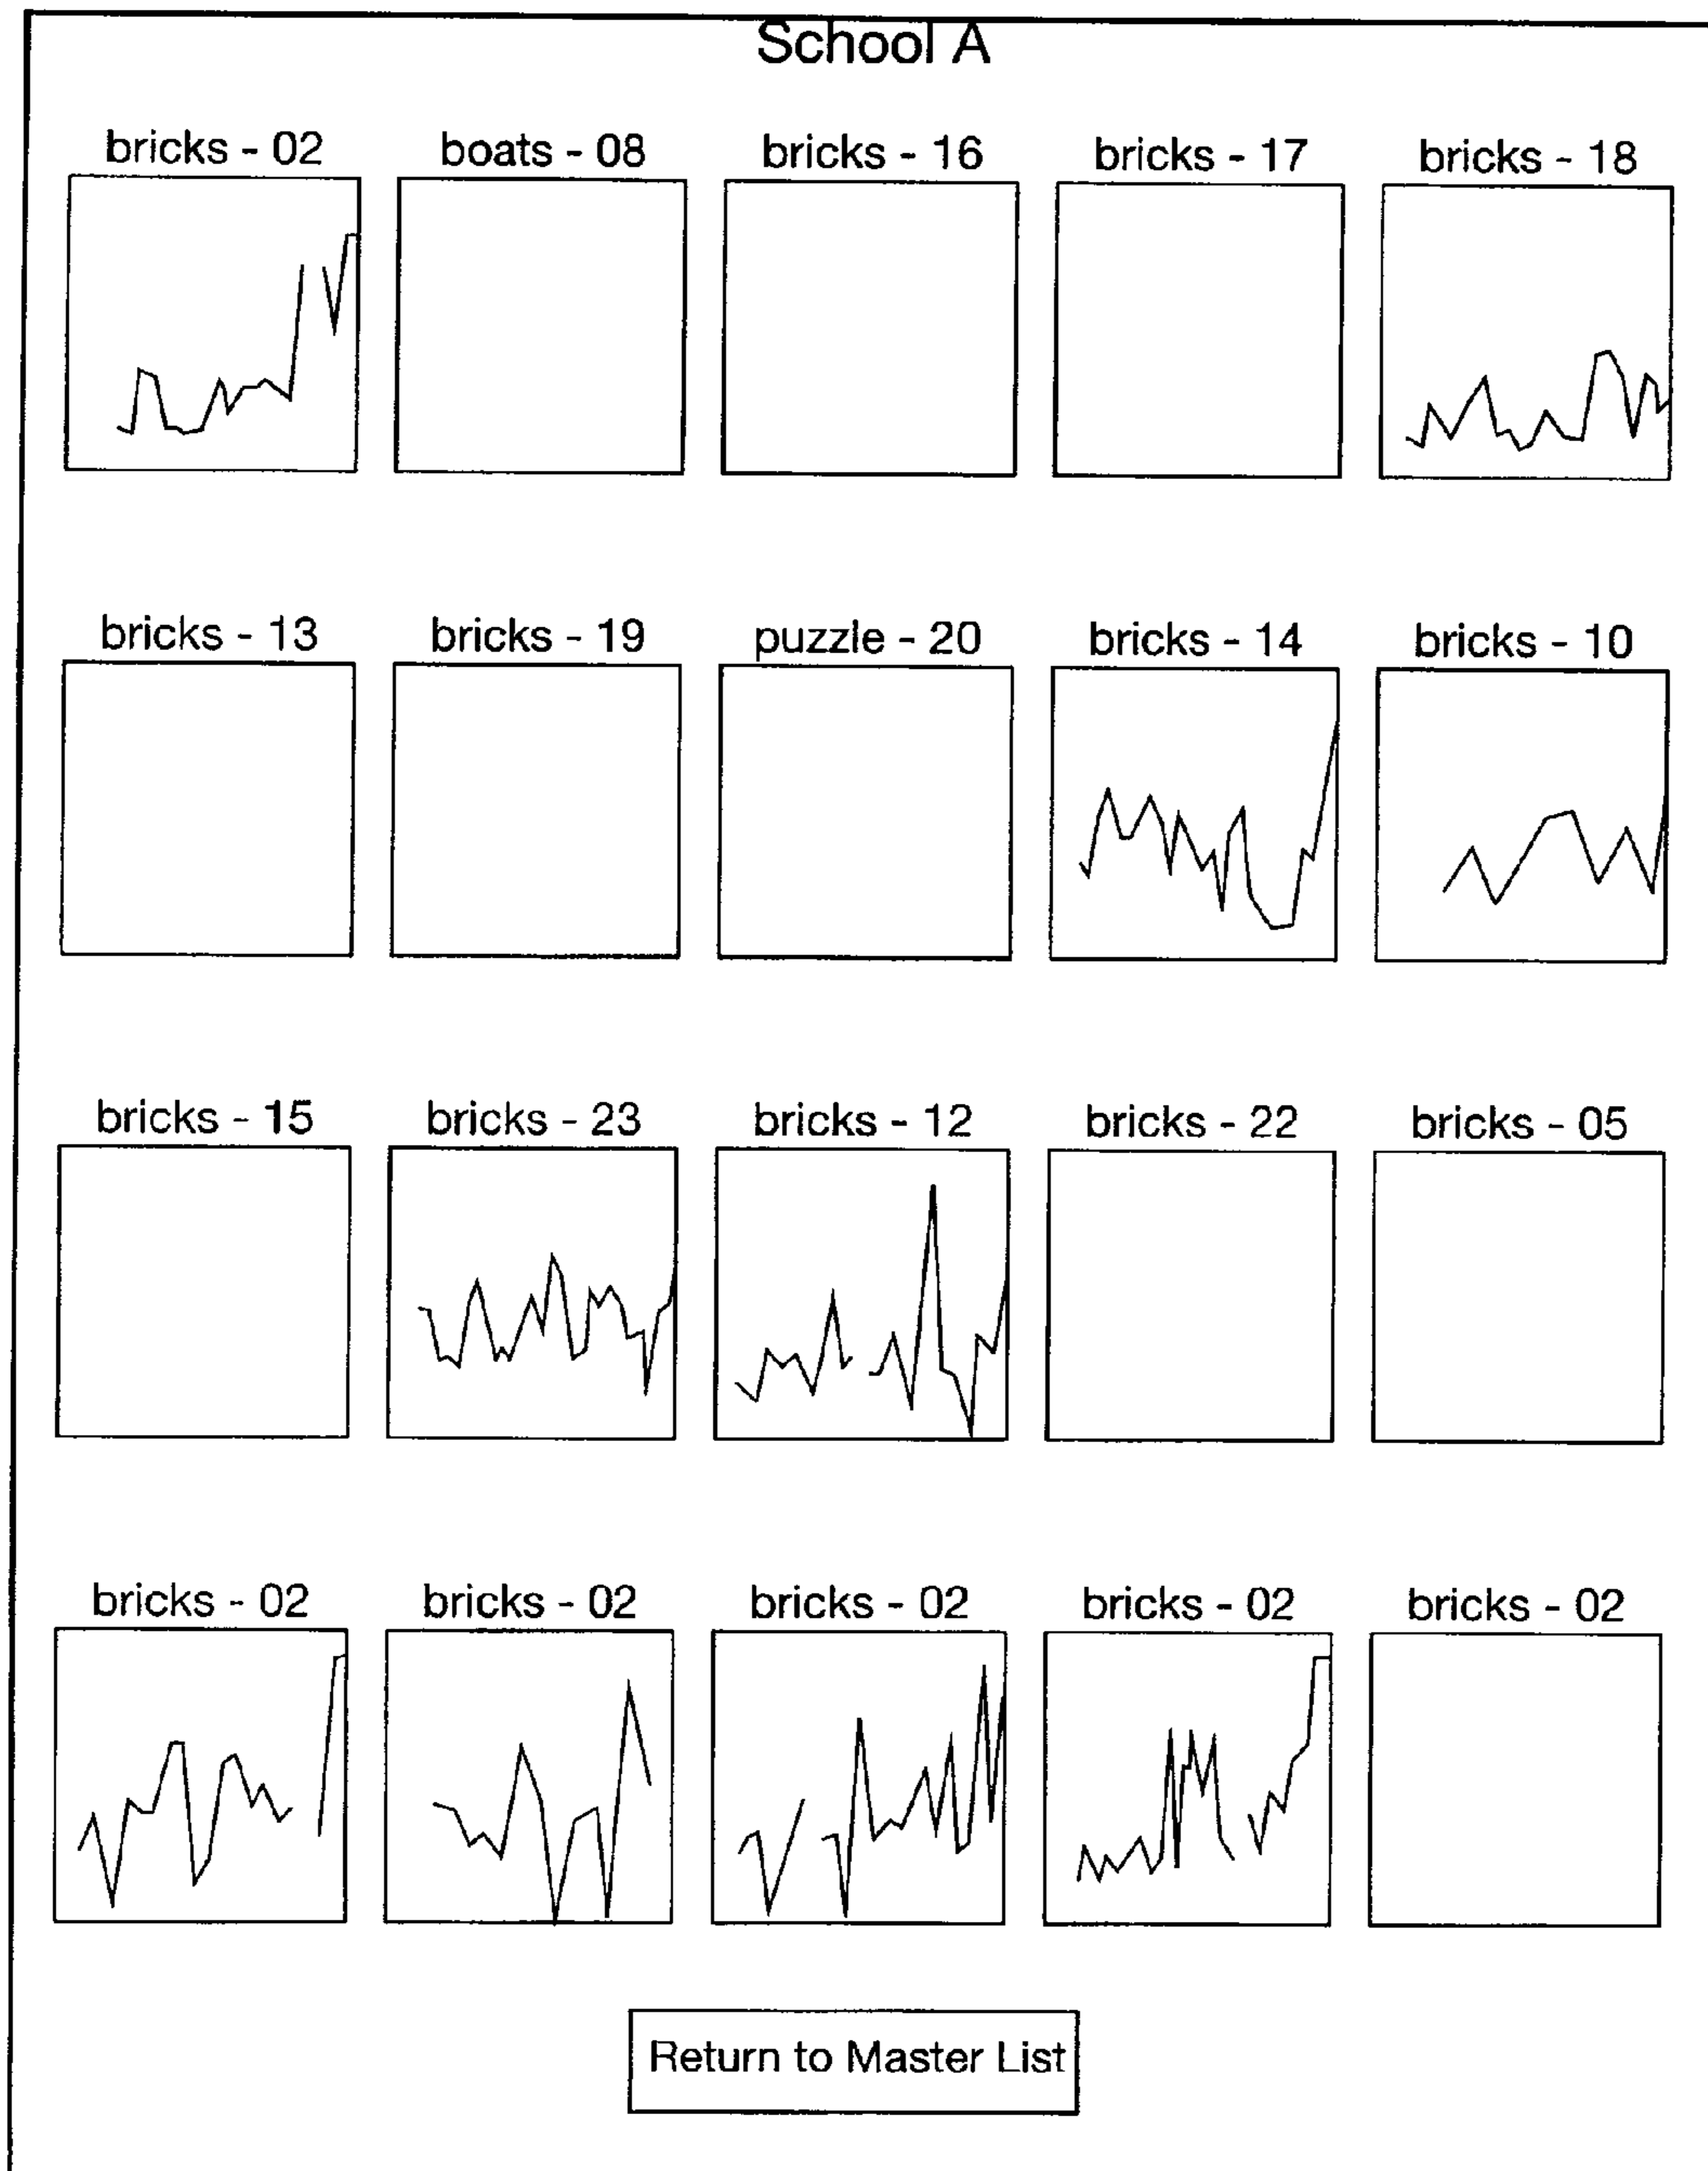 School A
bricks - 02 boats - 08 bricks - 16 bricks - 17 bricks - 18
bricks - 13 bricks - 19 puzzle - 20 bricks - 14 bricks - 10
bricks - 15 bricks - 23 bricks - 12 bricks - 22 bricks - 05
bricks - 02 bricks - 02 bricks - 02 bricks - 02 bricks - 02
Return to Master List